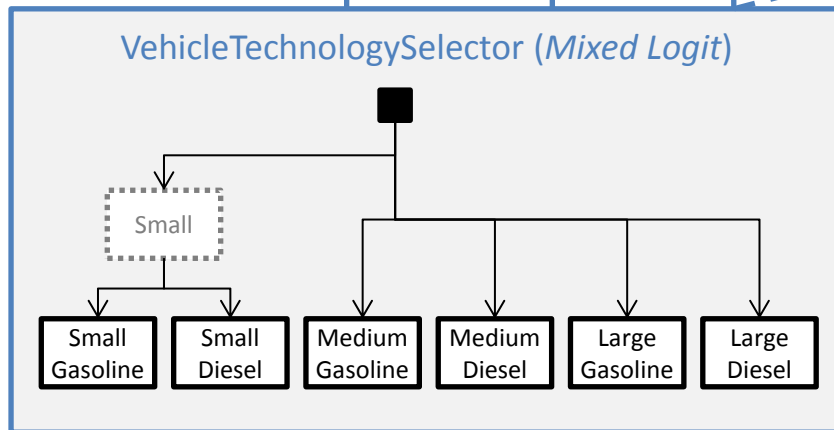 VehicleTechnologySelector (Mixed Logit)
Small
Small
Gasoline
Small
Diesel
Medium
Gasoline
Medium
Diesel
Large
Gasoline
Large
Diesel